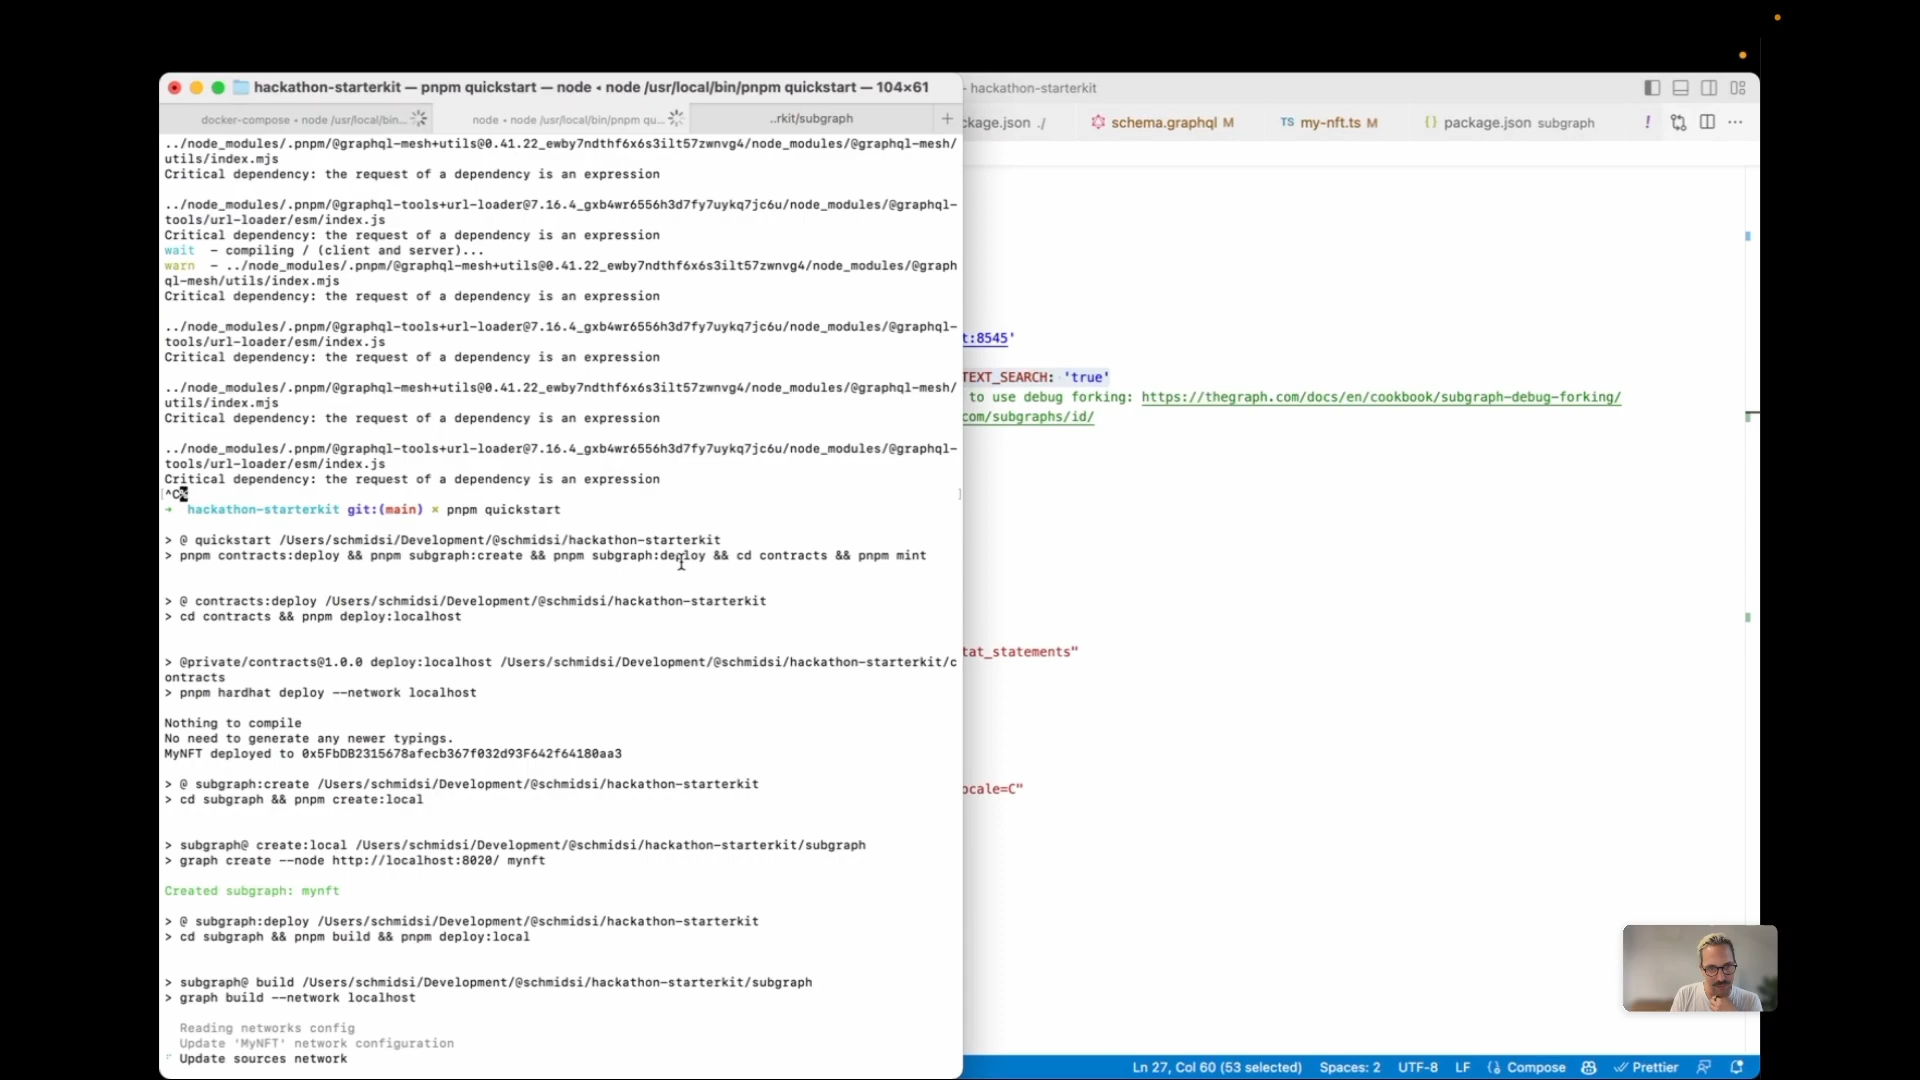 hackathon-starterkit — pnpm quickstart — node ◂ node /usr/local/bin/pnpm quickstart — 104×61
docker-compose • node /usr/local/bin...
node • node /usr/local/bin/pnpm qu...
..rkit/subgraph
+
../node_modules/.pnpm/@graphql-mesh+utils@0.41.22_ewby7ndthf6x6s3ilt57zwnvg4/node_modules/@graphql-mesh/
utils/index.mjs
Critical dependency: the request of a dependency is an expression
../node_modules/.pnpm/@graphql-tools+url-loader@7.16.4_gxb4wr6556h3d7fy7uykq7jc6u/node_modules/@graphql-
tools/url-loader/esm/index.js
Critical dependency: the request of a dependency is an expression
wait  - compiling / (client and server)...
warn  - ../node_modules/.pnpm/@graphql-mesh+utils@0.41.22_ewby7ndthf6x6s3ilt57zwnvg4/node_modules/@graph
ql-mesh/utils/index.mjs
Critical dependency: the request of a dependency is an expression
../node_modules/.pnpm/@graphql-tools+url-loader@7.16.4_gxb4wr6556h3d7fy7uykq7jc6u/node_modules/@graphql-
tools/url-loader/esm/index.js
Critical dependency: the request of a dependency is an expression
../node_modules/.pnpm/@graphql-mesh+utils@0.41.22_ewby7ndthf6x6s3ilt57zwnvg4/node_modules/@graphql-mesh/
utils/index.mjs
Critical dependency: the request of a dependency is an expression
../node_modules/.pnpm/@graphql-tools+url-loader@7.16.4_gxb4wr6556h3d7fy7uykq7jc6u/node_modules/@graphql-
tools/url-loader/esm/index.js
Critical dependency: the request of a dependency is an expression
^C%
→  hackathon-starterkit git:(main) × pnpm quickstart
> @ quickstart /Users/schmidsi/Development/@schmidsi/hackathon-starterkit
> pnpm contracts:deploy && pnpm subgraph:create && pnpm subgraph:deploy && cd contracts && pnpm mint
> @ contracts:deploy /Users/schmidsi/Development/@schmidsi/hackathon-starterkit
> cd contracts && pnpm deploy:localhost
> @private/contracts@1.0.0 deploy:localhost /Users/schmidsi/Development/@schmidsi/hackathon-starterkit/c
ontracts
> pnpm hardhat deploy --network localhost
Nothing to compile
No need to generate any newer typings.
MyNFT deployed to 0x5FbDB2315678afecb367f032d93F642f64180aa3
> @ subgraph:create /Users/schmidsi/Development/@schmidsi/hackathon-starterkit
> cd subgraph && pnpm create:local
> subgraph@ create:local /Users/schmidsi/Development/@schmidsi/hackathon-starterkit/subgraph
> graph create --node http://localhost:8020/ mynft
Created subgraph: mynft
> @ subgraph:deploy /Users/schmidsi/Development/@schmidsi/hackathon-starterkit
> cd subgraph && pnpm build && pnpm deploy:local
> subgraph@ build /Users/schmidsi/Development/@schmidsi/hackathon-starterkit/subgraph
> graph build --network localhost
Reading networks config
Update 'MyNFT' network configuration
Update sources network
- hackathon-starterkit
ckage.json ./
schema.graphql M
TS my-nft.ts M
{} package.json subgraph
!
t:8545'
TEXT_SEARCH: 'true'
to use debug forking: https://thegraph.com/docs/en/cookbook/subgraph-debug-forking/
com/subgraphs/id/
tat_statements"
ocale=C"
Ln 27, Col 60 (53 selected)
Spaces: 2
UTF-8
LF
Compose
Prettier